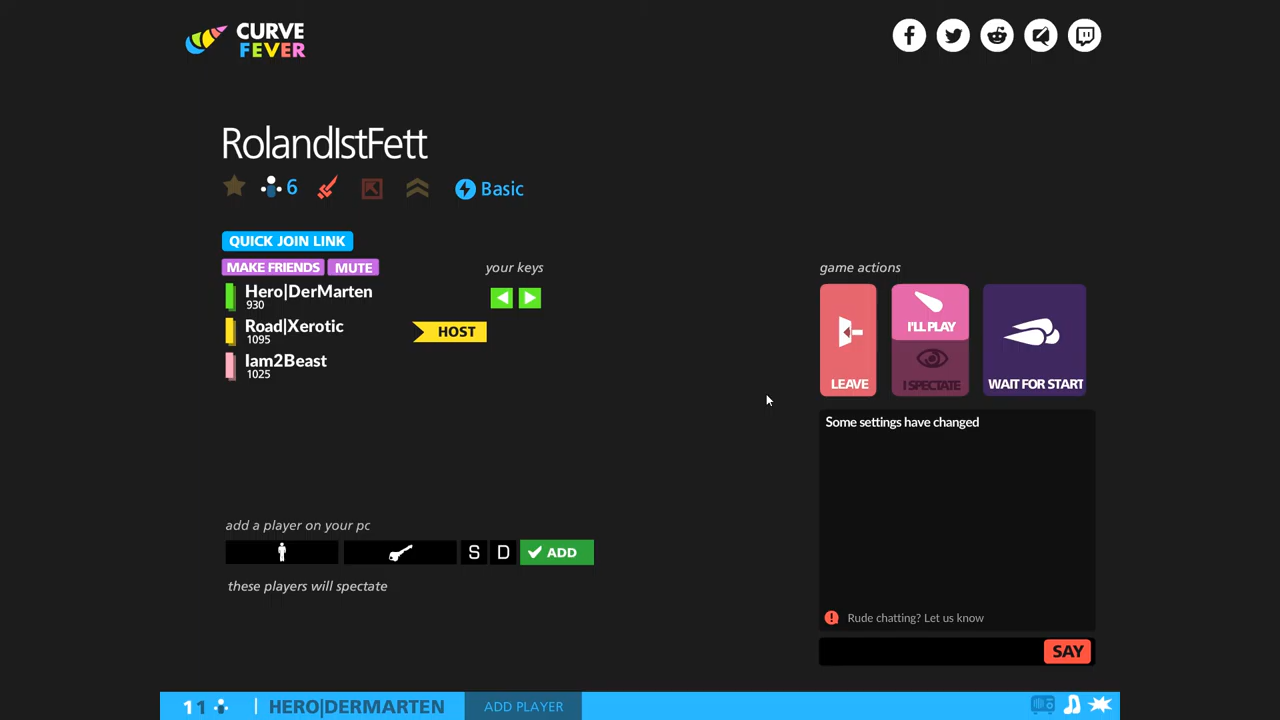 CURVE
FEVER
RolandIstFett
6
Basic
QUICK JOIN LINK
MAKE FRIENDS
MUTE
your keys
Hero|DerMarten
930
Road|Xerotic
1095
HOST
Iam2Beast
1025
game actions
LEAVE
I'LL PLAY
I SPECTATE
WAIT FOR START
Some settings have changed
Rude chatting? Let us know
SAY
add a player on your pc
S D ADD
these players will spectate
11 HERO|DERMARTEN ADD PLAYER